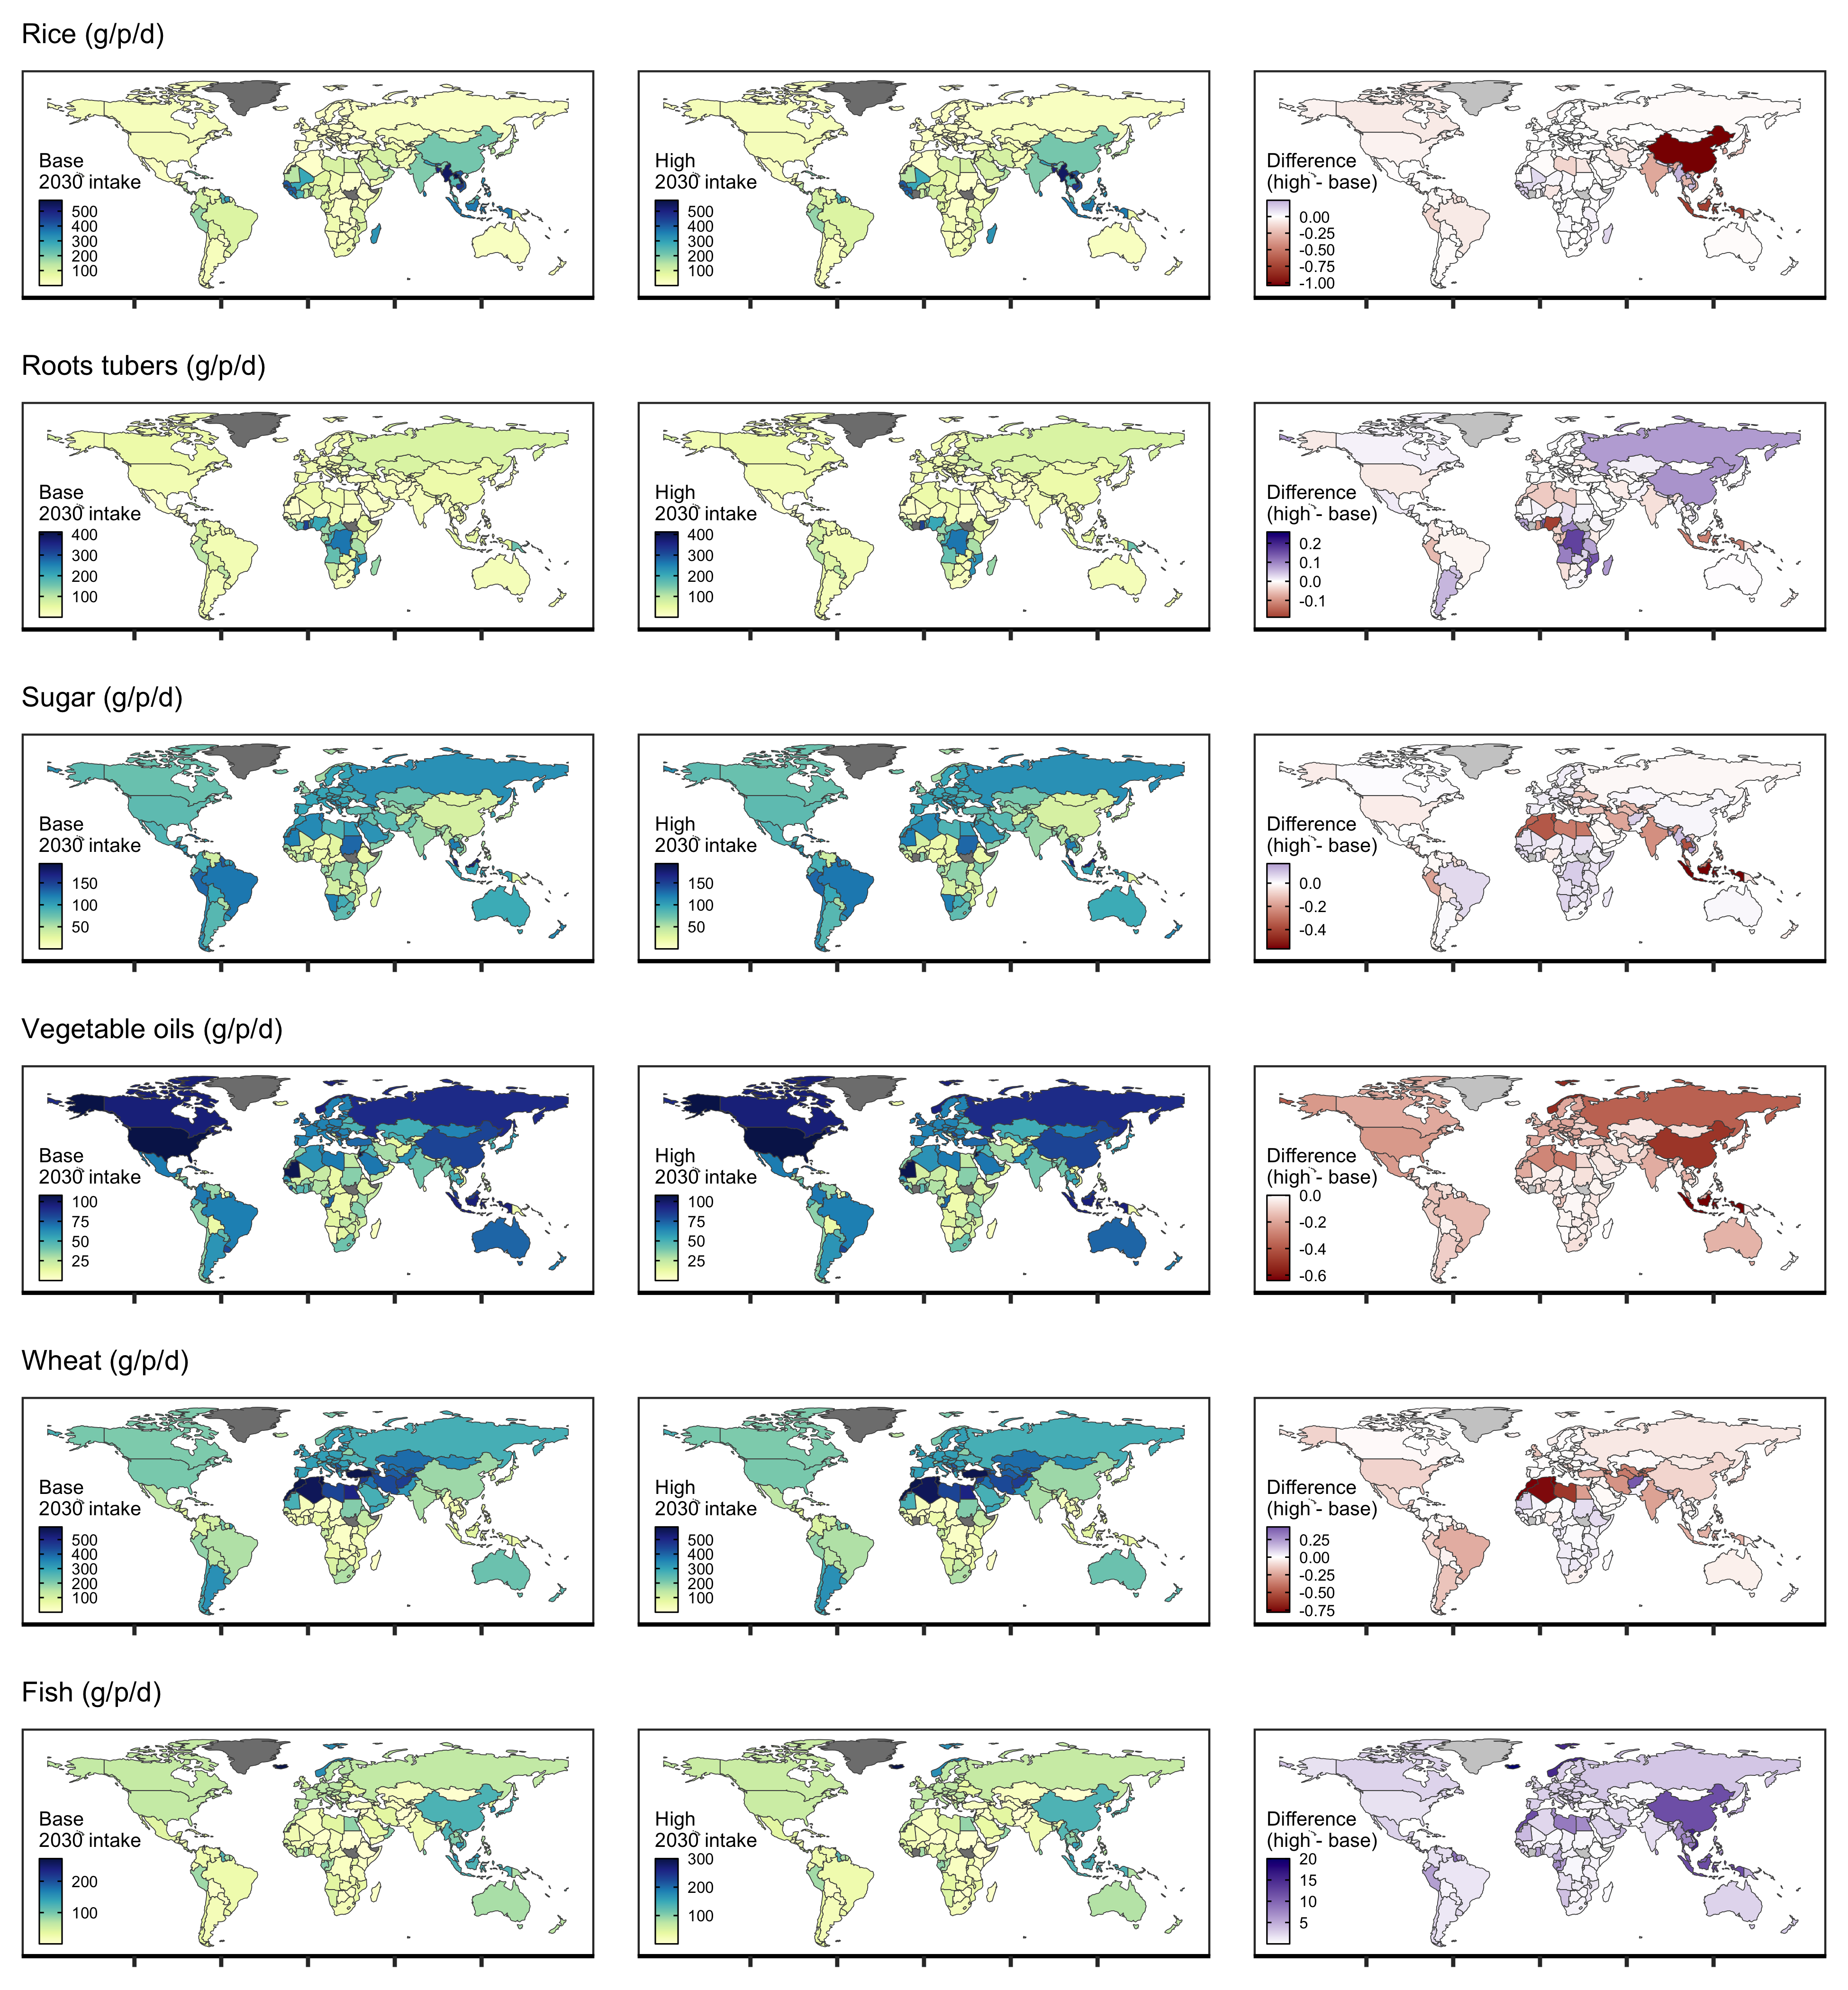 Rice (g/p/d)
Base
2030 intake
500
400
300
200
100
High
2030 intake
500
400
300
200
100
Difference
(high - base)
0.00
-0.25
-0.50
-0.75
-1.00
Roots tubers (g/p/d)
Base
2030 intake
400
300
200
100
High
2030 intake
400
300
200
100
Difference
(high - base)
0.2
0.1
0.0
-0.1
Sugar (g/p/d)
Base
2030 intake
150
100
50
High
2030 intake
150
100
50
Difference
(high - base)
0.0
-0.2
-0.4
Vegetable oils (g/p/d)
Base
2030 intake
100
75
50
25
High
2030 intake
100
75
50
25
Difference
(high - base)
0.0
-0.2
-0.4
-0.6
Wheat (g/p/d)
Base
2030 intake
500
400
300
200
100
High
2030 intake
500
400
300
200
100
Difference
(high - base)
0.25
0.00
-0.25
-0.50
-0.75
Fish (g/p/d)
Base
2030 intake
200
100
High
2030 intake
300
200
100
Difference
(high - base)
20
15
10
5